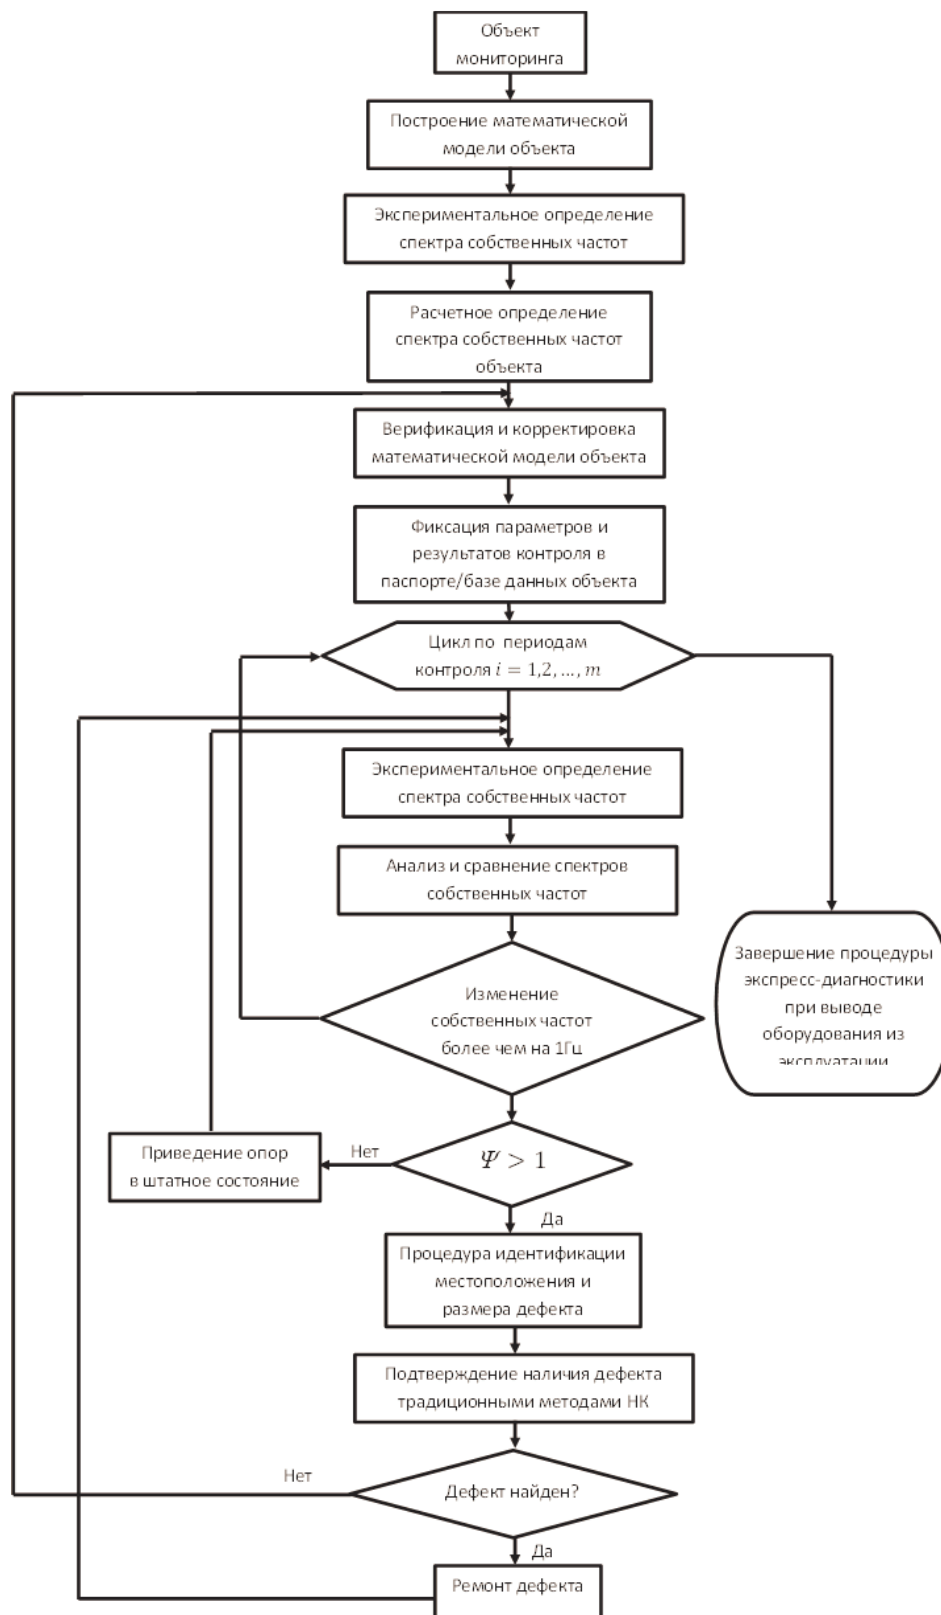 Объект
мониторинга
Построение математической
модели объекта
Экспериментальное определение
спектра собственных частот
Расчетное определение
спектра собственных частот
объекта
Верификация и корректировка
математической модели объекта
Фиксация параметров и
результатов контроля в
паспорте/базе данных объекта
Цикл по периодам
контроля i = 1,2, ..., m
Экспериментальное определение
спектра собственных частот
Анализ и сравнение спектров
собственных частот
Завершение процедуры
экспресс-диагностики
при выводе
оборудования из
эксплуатации
Изменение
собственных частот
более чем на 1Гц
Приведение опор
в штатное состояние
Нет
Ψ > 1
Да
Процедура идентификации
местоположения и
размера дефекта
Подтверждение наличия дефекта
традиционными методами НК
Нет
Дефект найден?
Да
Ремонт дефекта